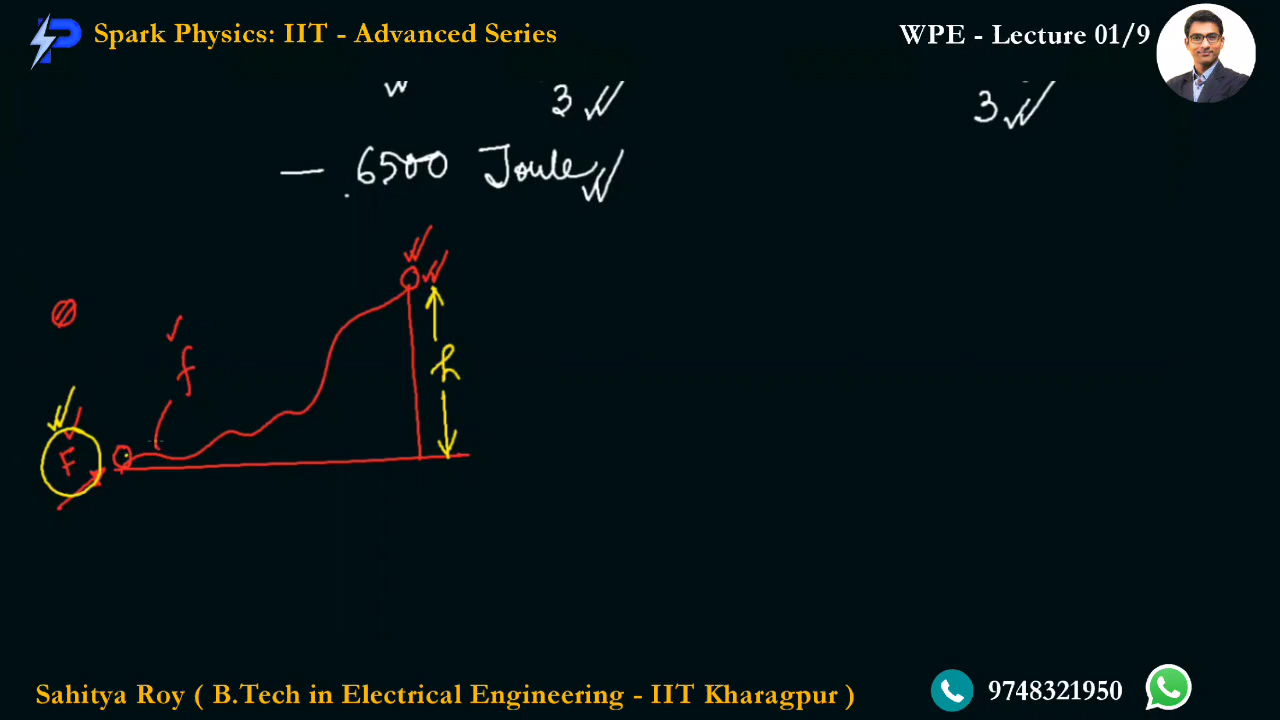 Spark Physics: IIT - Advanced Series
WPE - Lecture 01/9
3
3
- 6500 Joule
f
h
F
Sahitya Roy ( B.Tech in Electrical Engineering - IIT Kharagpur )
9748321950